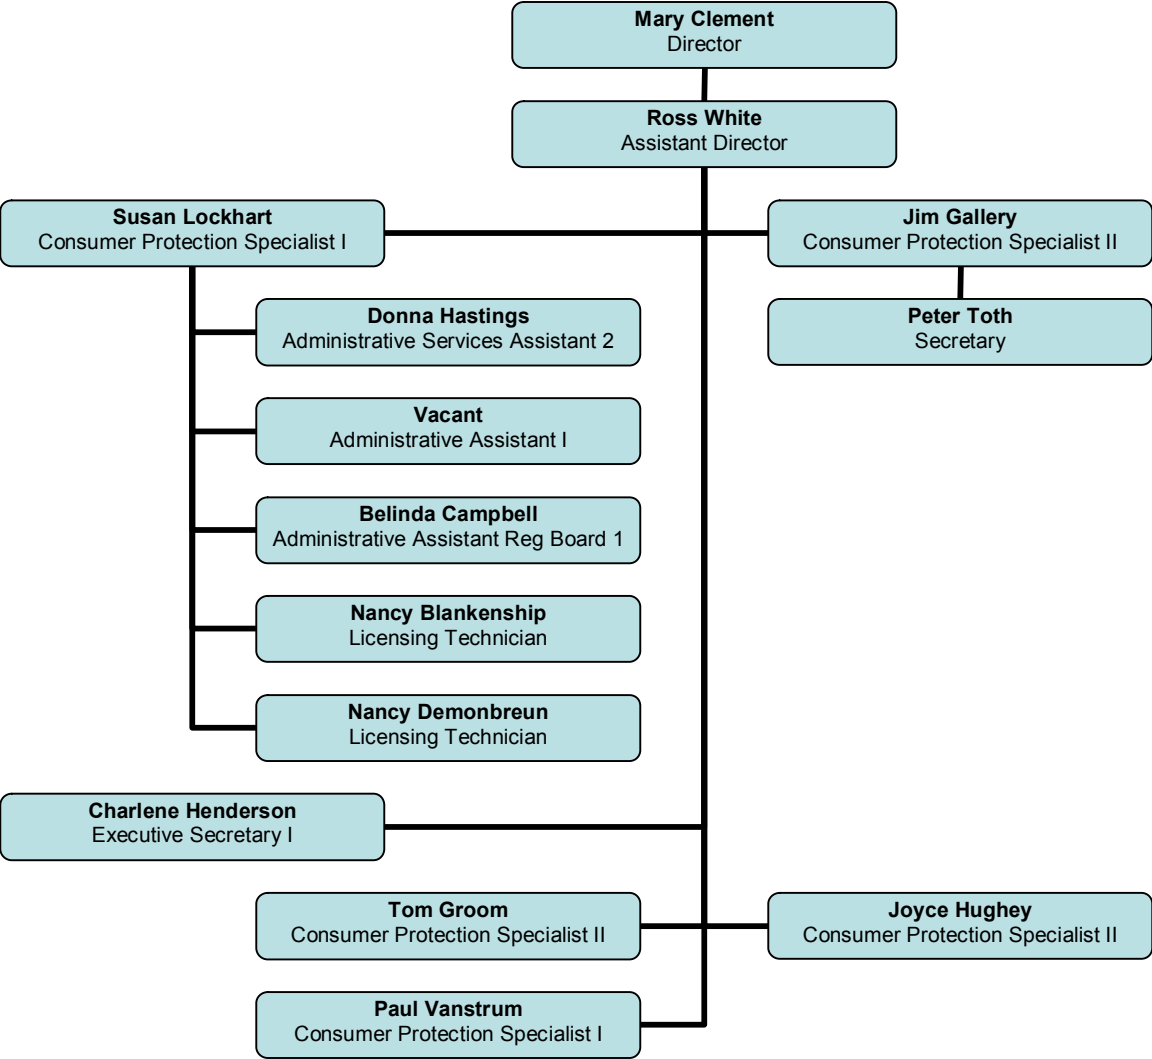 Mary Clement
Director
Ross White
Assistant Director
Susan Lockhart
Consumer Protection Specialist I
Jim Gallery
Consumer Protection Specialist II
Donna Hastings
Administrative Services Assistant 2
Peter Toth
Secretary
Vacant
Administrative Assistant I
Belinda Campbell
Administrative Assistant Reg Board 1
Nancy Blankenship
Licensing Technician
Nancy Demonbreun
Licensing Technician
Charlene Henderson
Executive Secretary I
Tom Groom
Consumer Protection Specialist II
Joyce Hughey
Consumer Protection Specialist II
Paul Vanstrum
Consumer Protection Specialist I